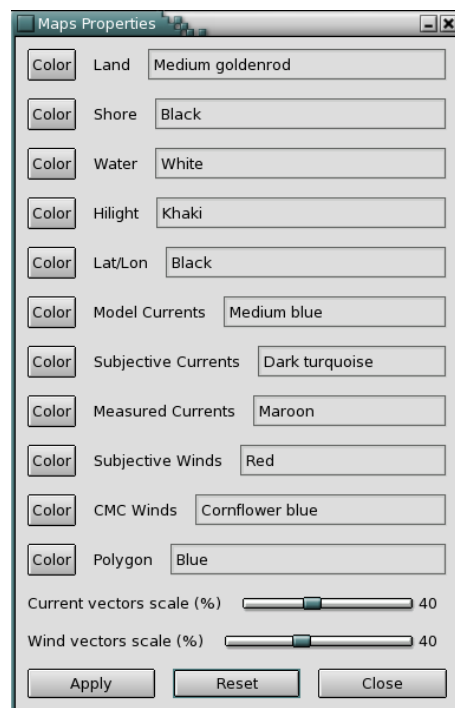 Maps Properties
Color Land Medium goldenrod
Color Shore Black
Color Water White
Color Hilight Khaki
Color Lat/Lon Black
Color Model Currents Medium blue
Color Subjective Currents Dark turquoise
Color Measured Currents Maroon
Color Subjective Winds Red
Color CMC Winds Cornflower blue
Color Polygon Blue
Current vectors scale (%) 40
Wind vectors scale (%) 40
Apply Reset Close